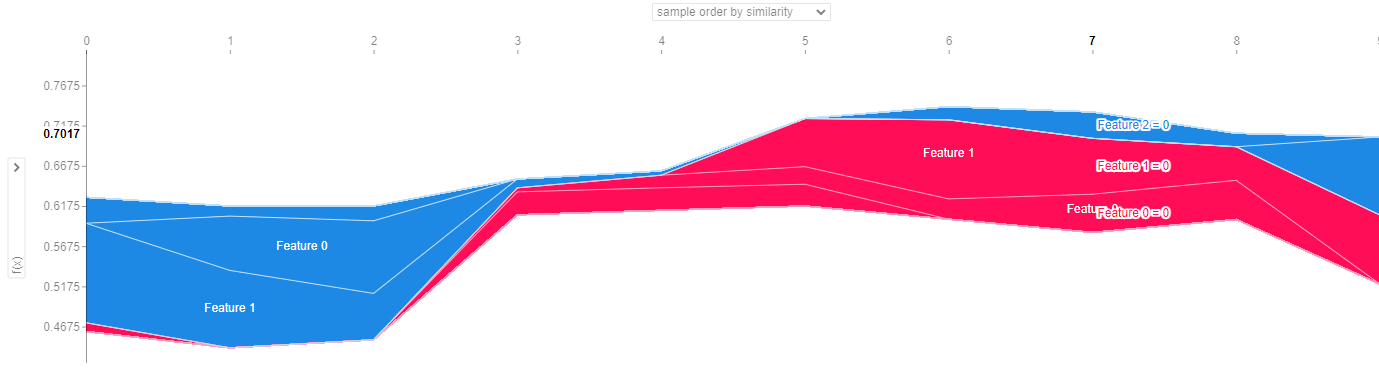 sample order by similarity
0 1 2 3 4 5 6 7 8
0.7675
0.7175
0.7017
0.6675
0.6175
0.5675
0.5175
0.4675
f(x)
Feature 2 = 0
Feature 1
Feature 1 = 0
Feature 0 = 0
Feature 0
Feature 1